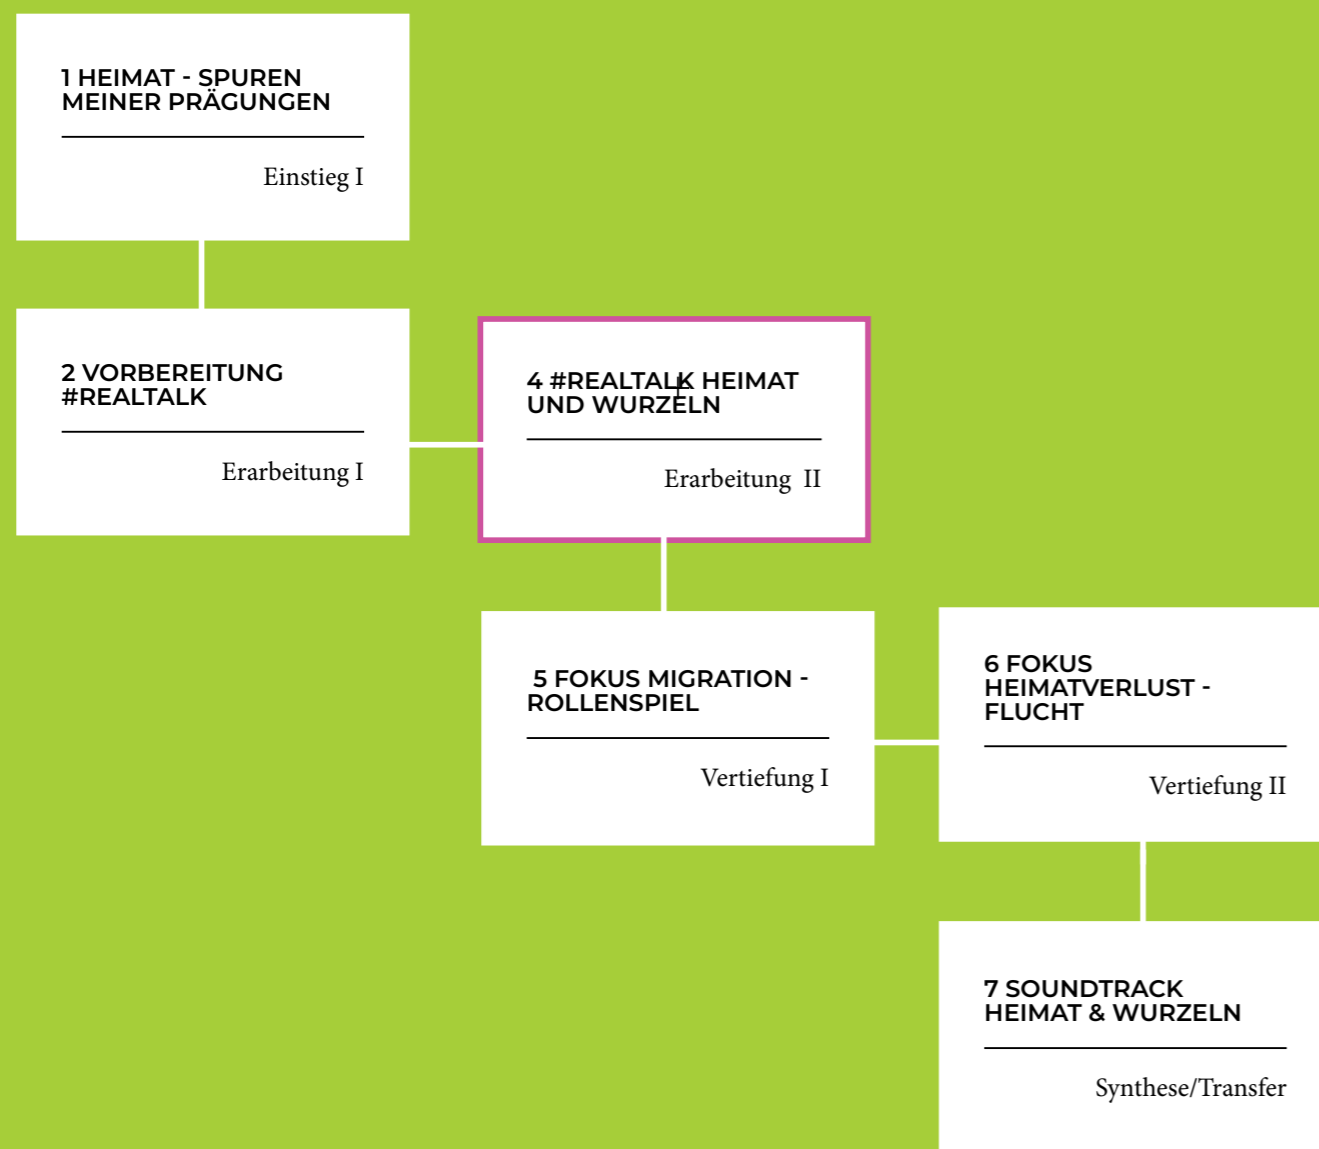 1 HEIMAT - SPUREN
MEINER PRÄGUNGEN
Einstieg I
2 VORBEREITUNG
#REALTALK
Erarbeitung I
4 #REALTALK HEIMAT
UND WURZELN
Erarbeitung II
5 FOKUS MIGRATION -
ROLLENSPIEL
Vertiefung I
6 FOKUS
HEIMATVERLUST -
FLUCHT
Vertiefung II
7 SOUNDTRACK
HEIMAT & WURZELN
Synthese/Transfer